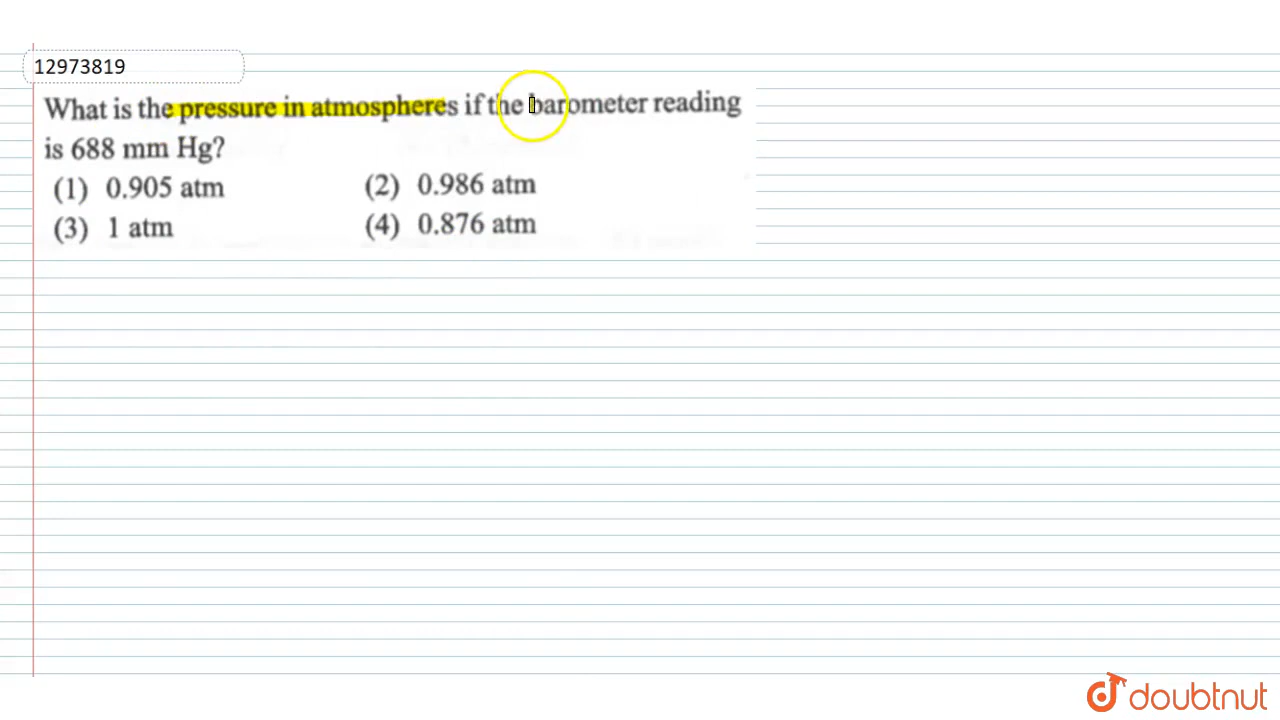 12973819
What is the pressure in atmospheres if the barometer reading
is 688 mm Hg?
(1) 0.905 atm (2) 0.986 atm
(3) 1 atm (4) 0.876 atm
doubtnut